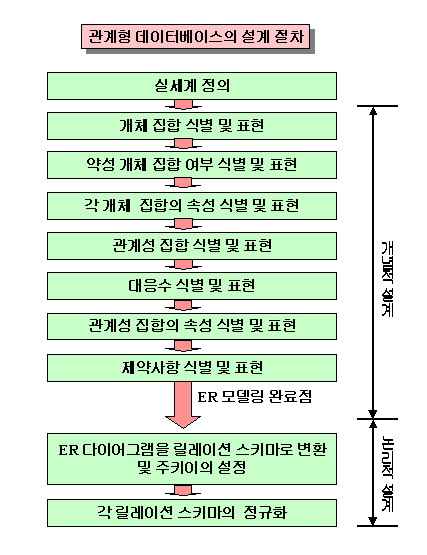 관계형 데이터베이스의 설계 절차
실세계 정의
개체 집합 식별 및 표현
약성 개체 집합 여부 식별 및 표현
각 개체 집합의 속성 식별 및 표현
관계성 집합 식별 및 표현
대응수 식별 및 표현
관계성 집합의 속성 식별 및 표현
제약사항 식별 및 표현
ER 모델링 완료점
개념적 설계
ER 다이어그램을 릴레이션 스키마로 변환
및 주키이의 설정
각 릴레이션 스키마의 정규화
논리적 설계